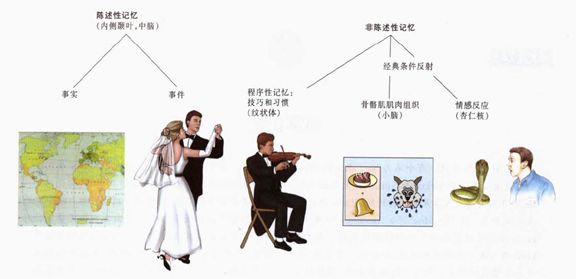 陈述性记忆
(内侧颞叶,中脑)
事实
事件
非陈述性记忆
经典条件反射
程序性记忆:
技巧和习惯
(纹状体)
骨骼肌肌肉组织
(小脑)
情感反应
(杏仁核)